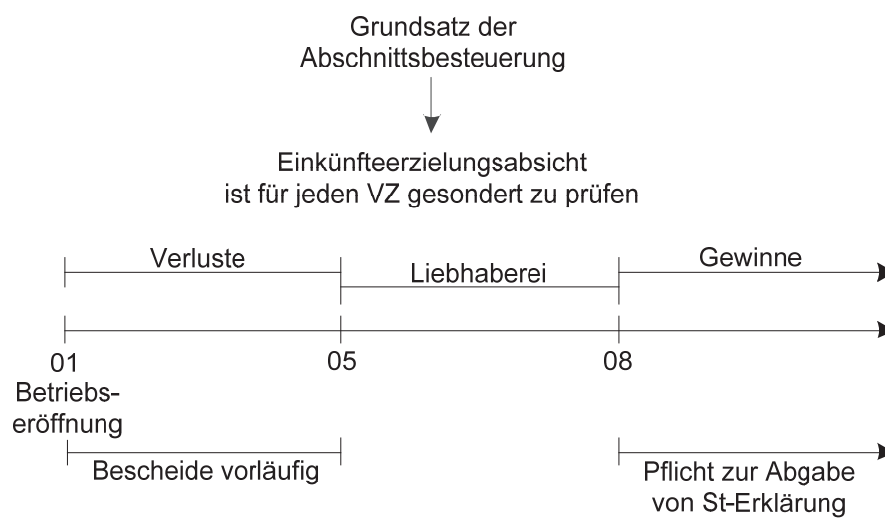 Grundsatz der
Abschnittsbesteuerung
Einkünfteerzielungsabsicht
ist für jeden VZ gesondert zu prüfen
Verluste
Liebhaberei
Gewinne
01
05
08
Betriebs-
eröffnung
Bescheide vorläufig
Pflicht zur Abgabe
von St-Erklärung